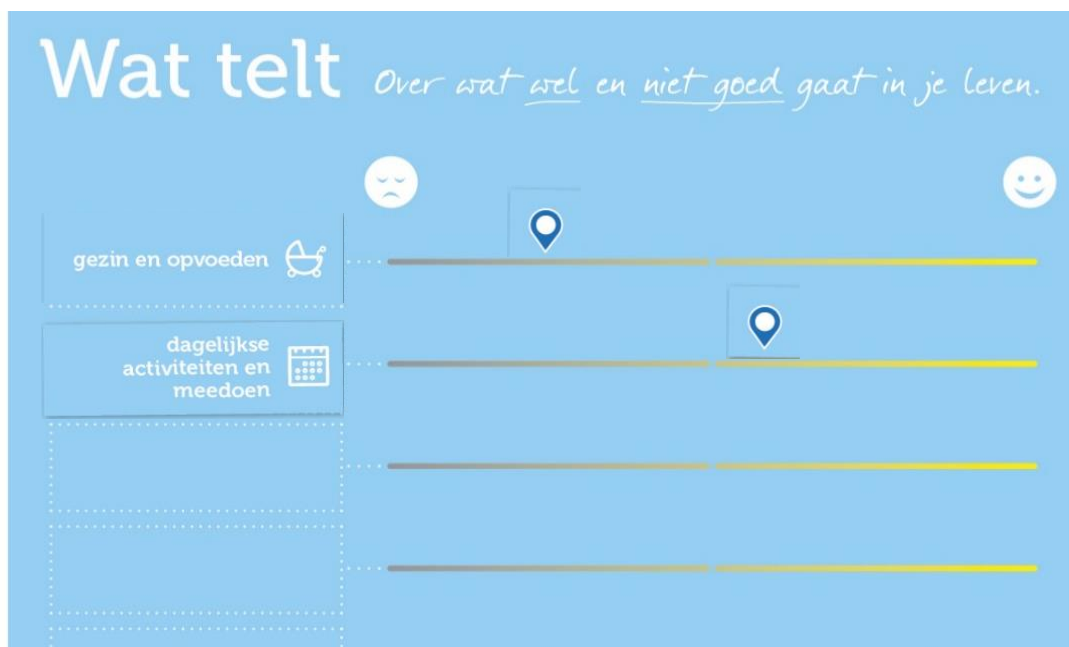 Wat telt Over wat wel en niet goed gaat in je leven.
gezin en opvoeden
dagelijkse
activiteiten en
meedoen